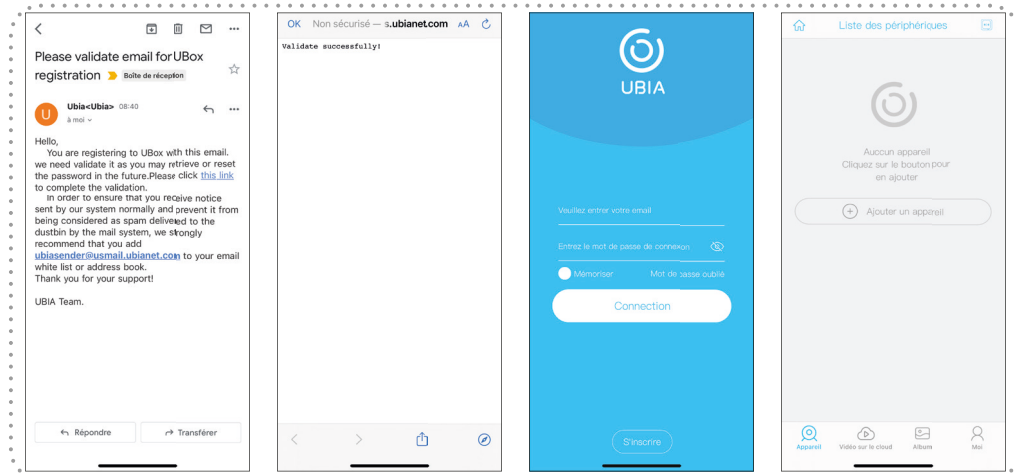 Please validate email for UBox
registration
Boîte de réception
U
Ubia<Ubia> 08:40
à moi
Hello,
You are registering to UBox with this email.
we need validate it as you may retrieve or reset
the password in the future.Please click this link
to complete the validation.
In order to ensure that you receive notice
sent by our system normally and prevent it from
being considered as spam delivered to the
dustbin by the mail system, we strongly
recommend that you add
ubiasender@usmail.ubianet.com to your email
white list or address book.
Thank you for your support!
UBIA Team.
Répondre
Transférer
OK Non sécurisé — s.ubianet.com AA
Validate successfully!
UBIA
Veuillez entrer votre email
Entrez le mot de passe de connexion
Mémoriser Mot de passe oublié
Connection
S'inscrire
Liste des périphériques
Auccun appareil
Cliquez sur le bouton pour
en ajouter
Ajouter un appareil
Appareil Vidéo sur le cloud Album Moi